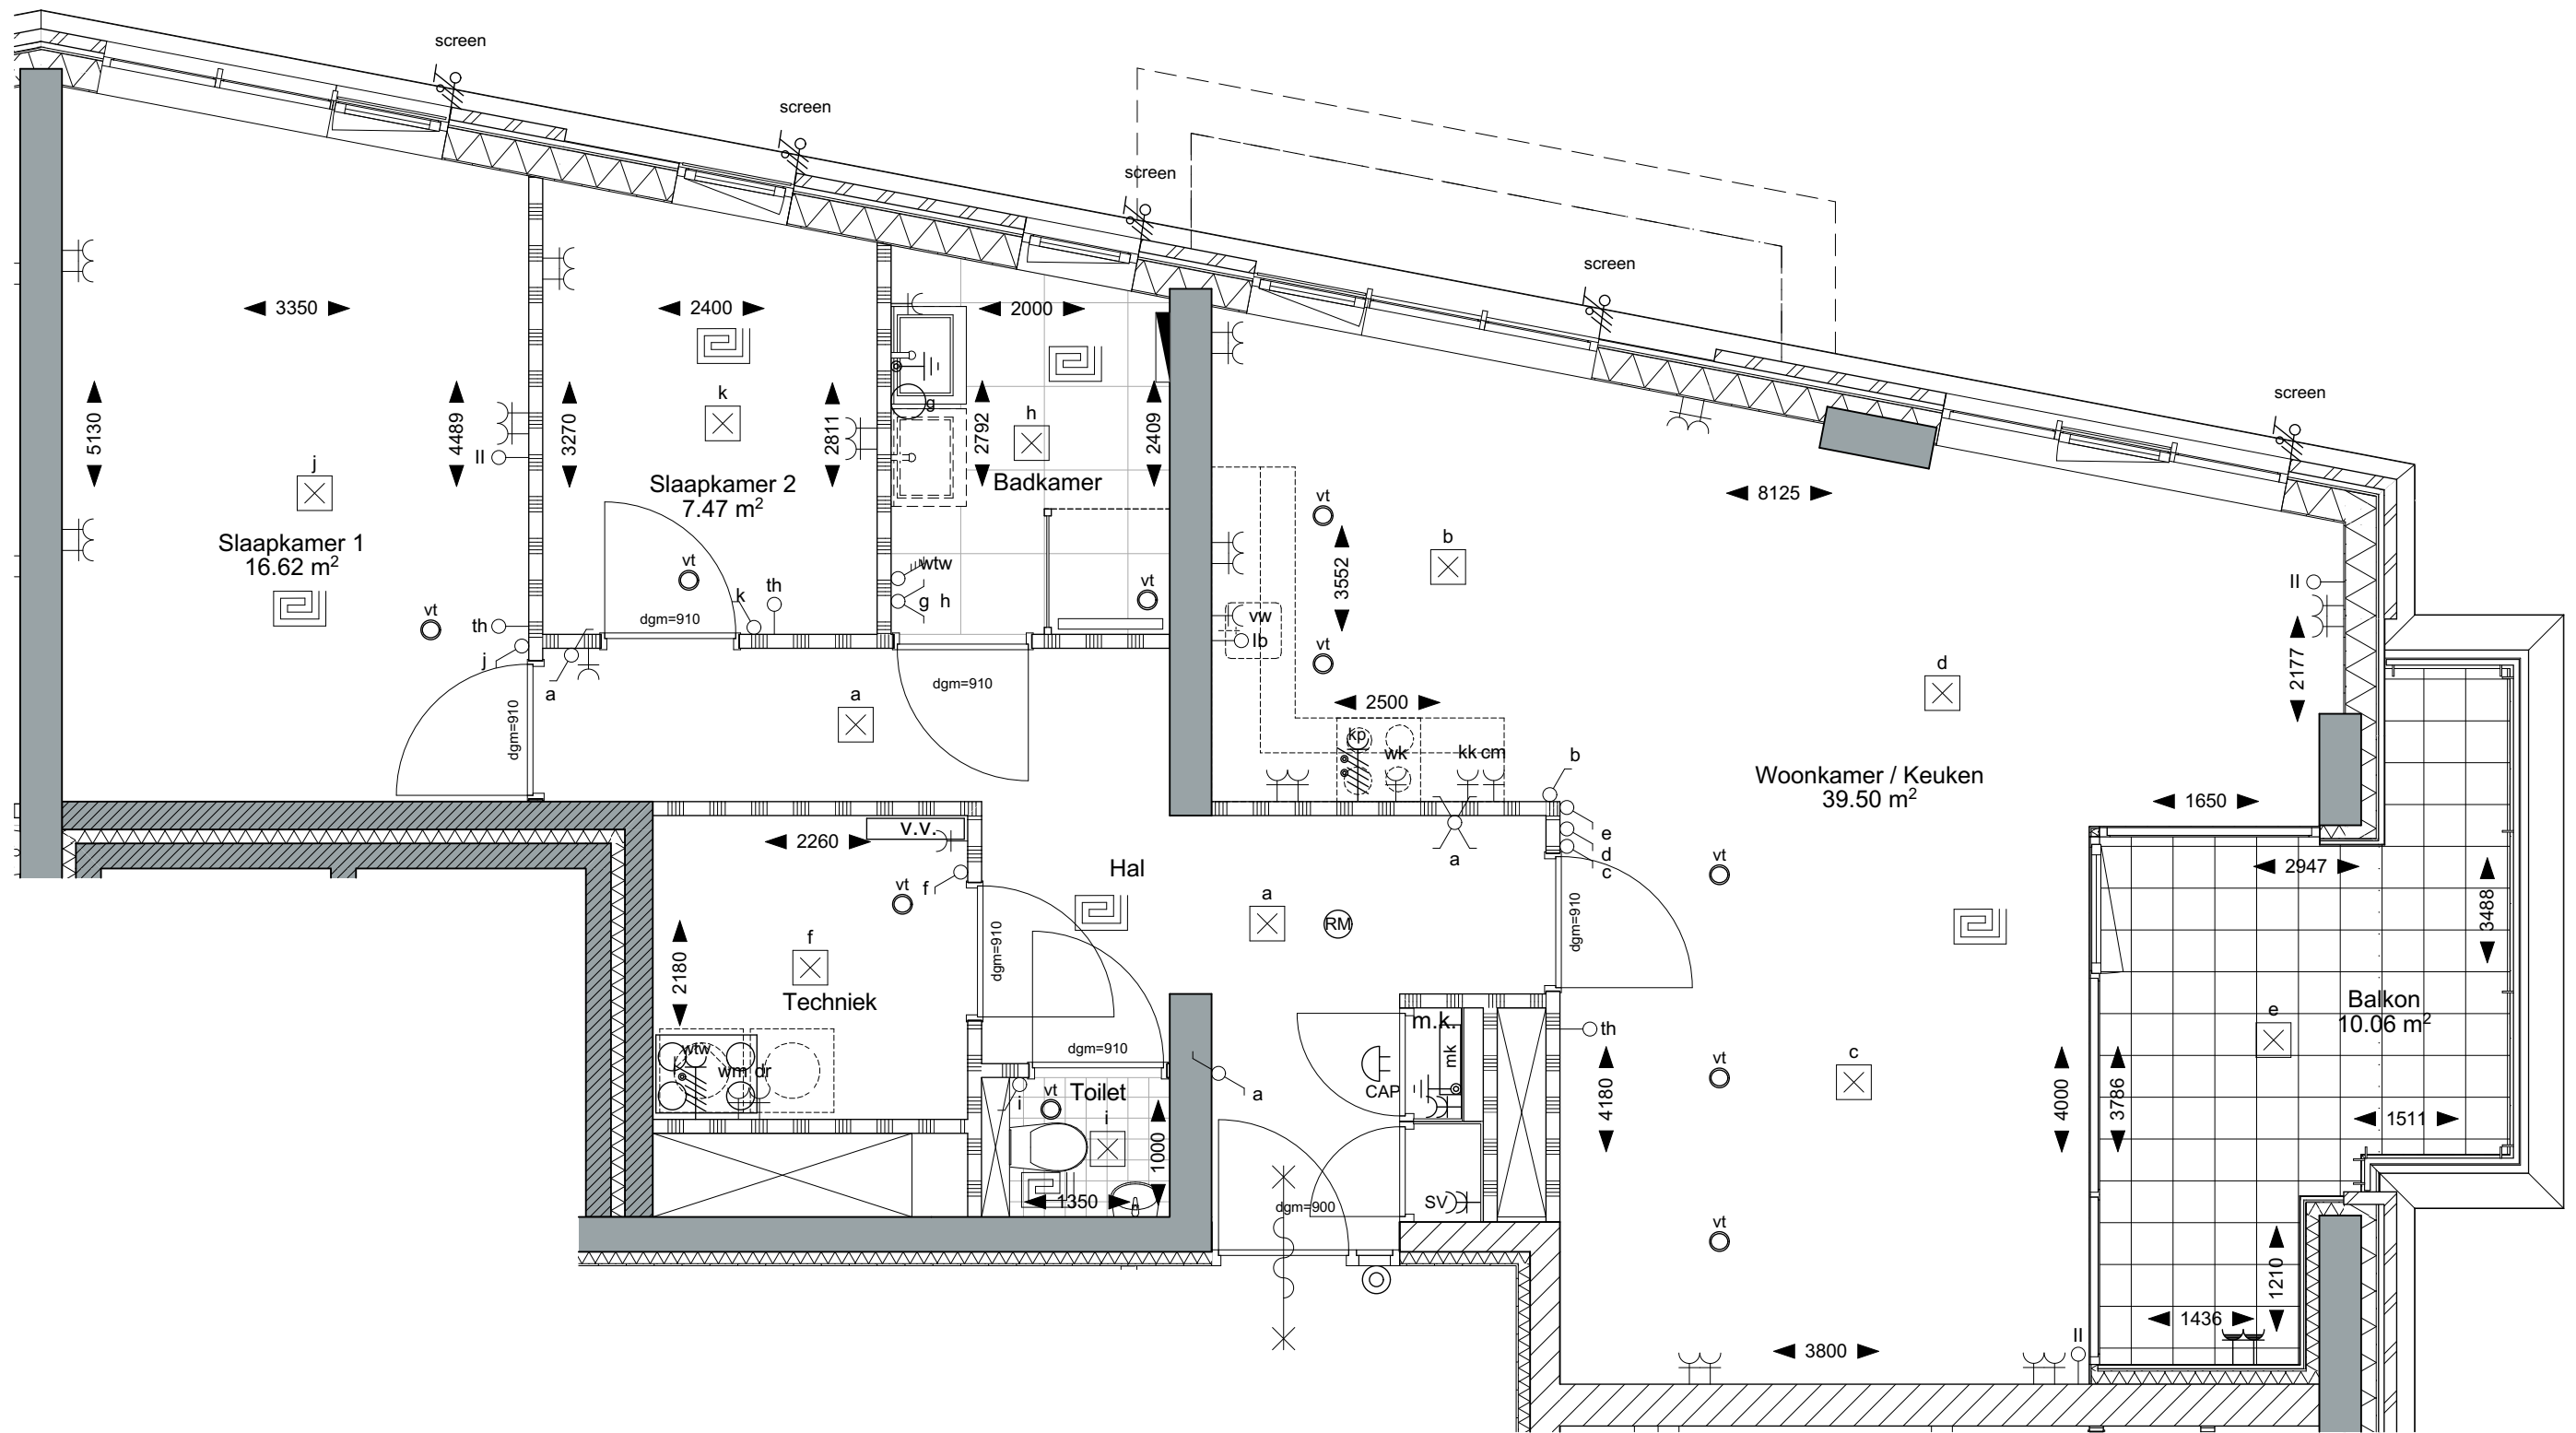 screen
screen
screen
screen
screen
3350
2400
2000
5130
4489
3270
2811
2792
2409
j
k
g
h
II
Slaapkamer 1
16.62 m²
Slaapkamer 2
7.47 m²
Badkamer
8125
vt
b
3552
vt
th
j
vt
k
th
dgm=910
wtw
g h
vt
vw
lb
vt
II
2177
d
a
dgm=910
a
dgm=910
2500
kp
wk
kk cm
b
Woonkamer / Keuken
39.50 m²
1650
2260
v.v.
e
d
c
a
Hal
f
vt
vt
2947
3488
dgm=910
a
RM
dgm=910
2180
f
Techniek
m.k.
th
e
Balkon
10.06 m²
wtw
wm dr
dgm=910
mk
CAP
a
c
4180
4000
3786
vt
i
vt
Toilet
i
1000
1350
1511
SV
dgm=900
vt
1210
1436
II
3800